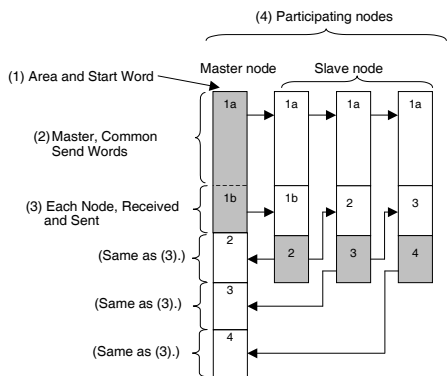 (4) Participating nodes
Master node
Slave node
(1) Area and Start Word
1a
1a
1a
1a
(2) Master, Common
Send Words
(3) Each Node, Received
and Sent
1b
1b
2
3
(Same as (3).)
2
2
3
4
(Same as (3).)
3
(Same as (3).)
4